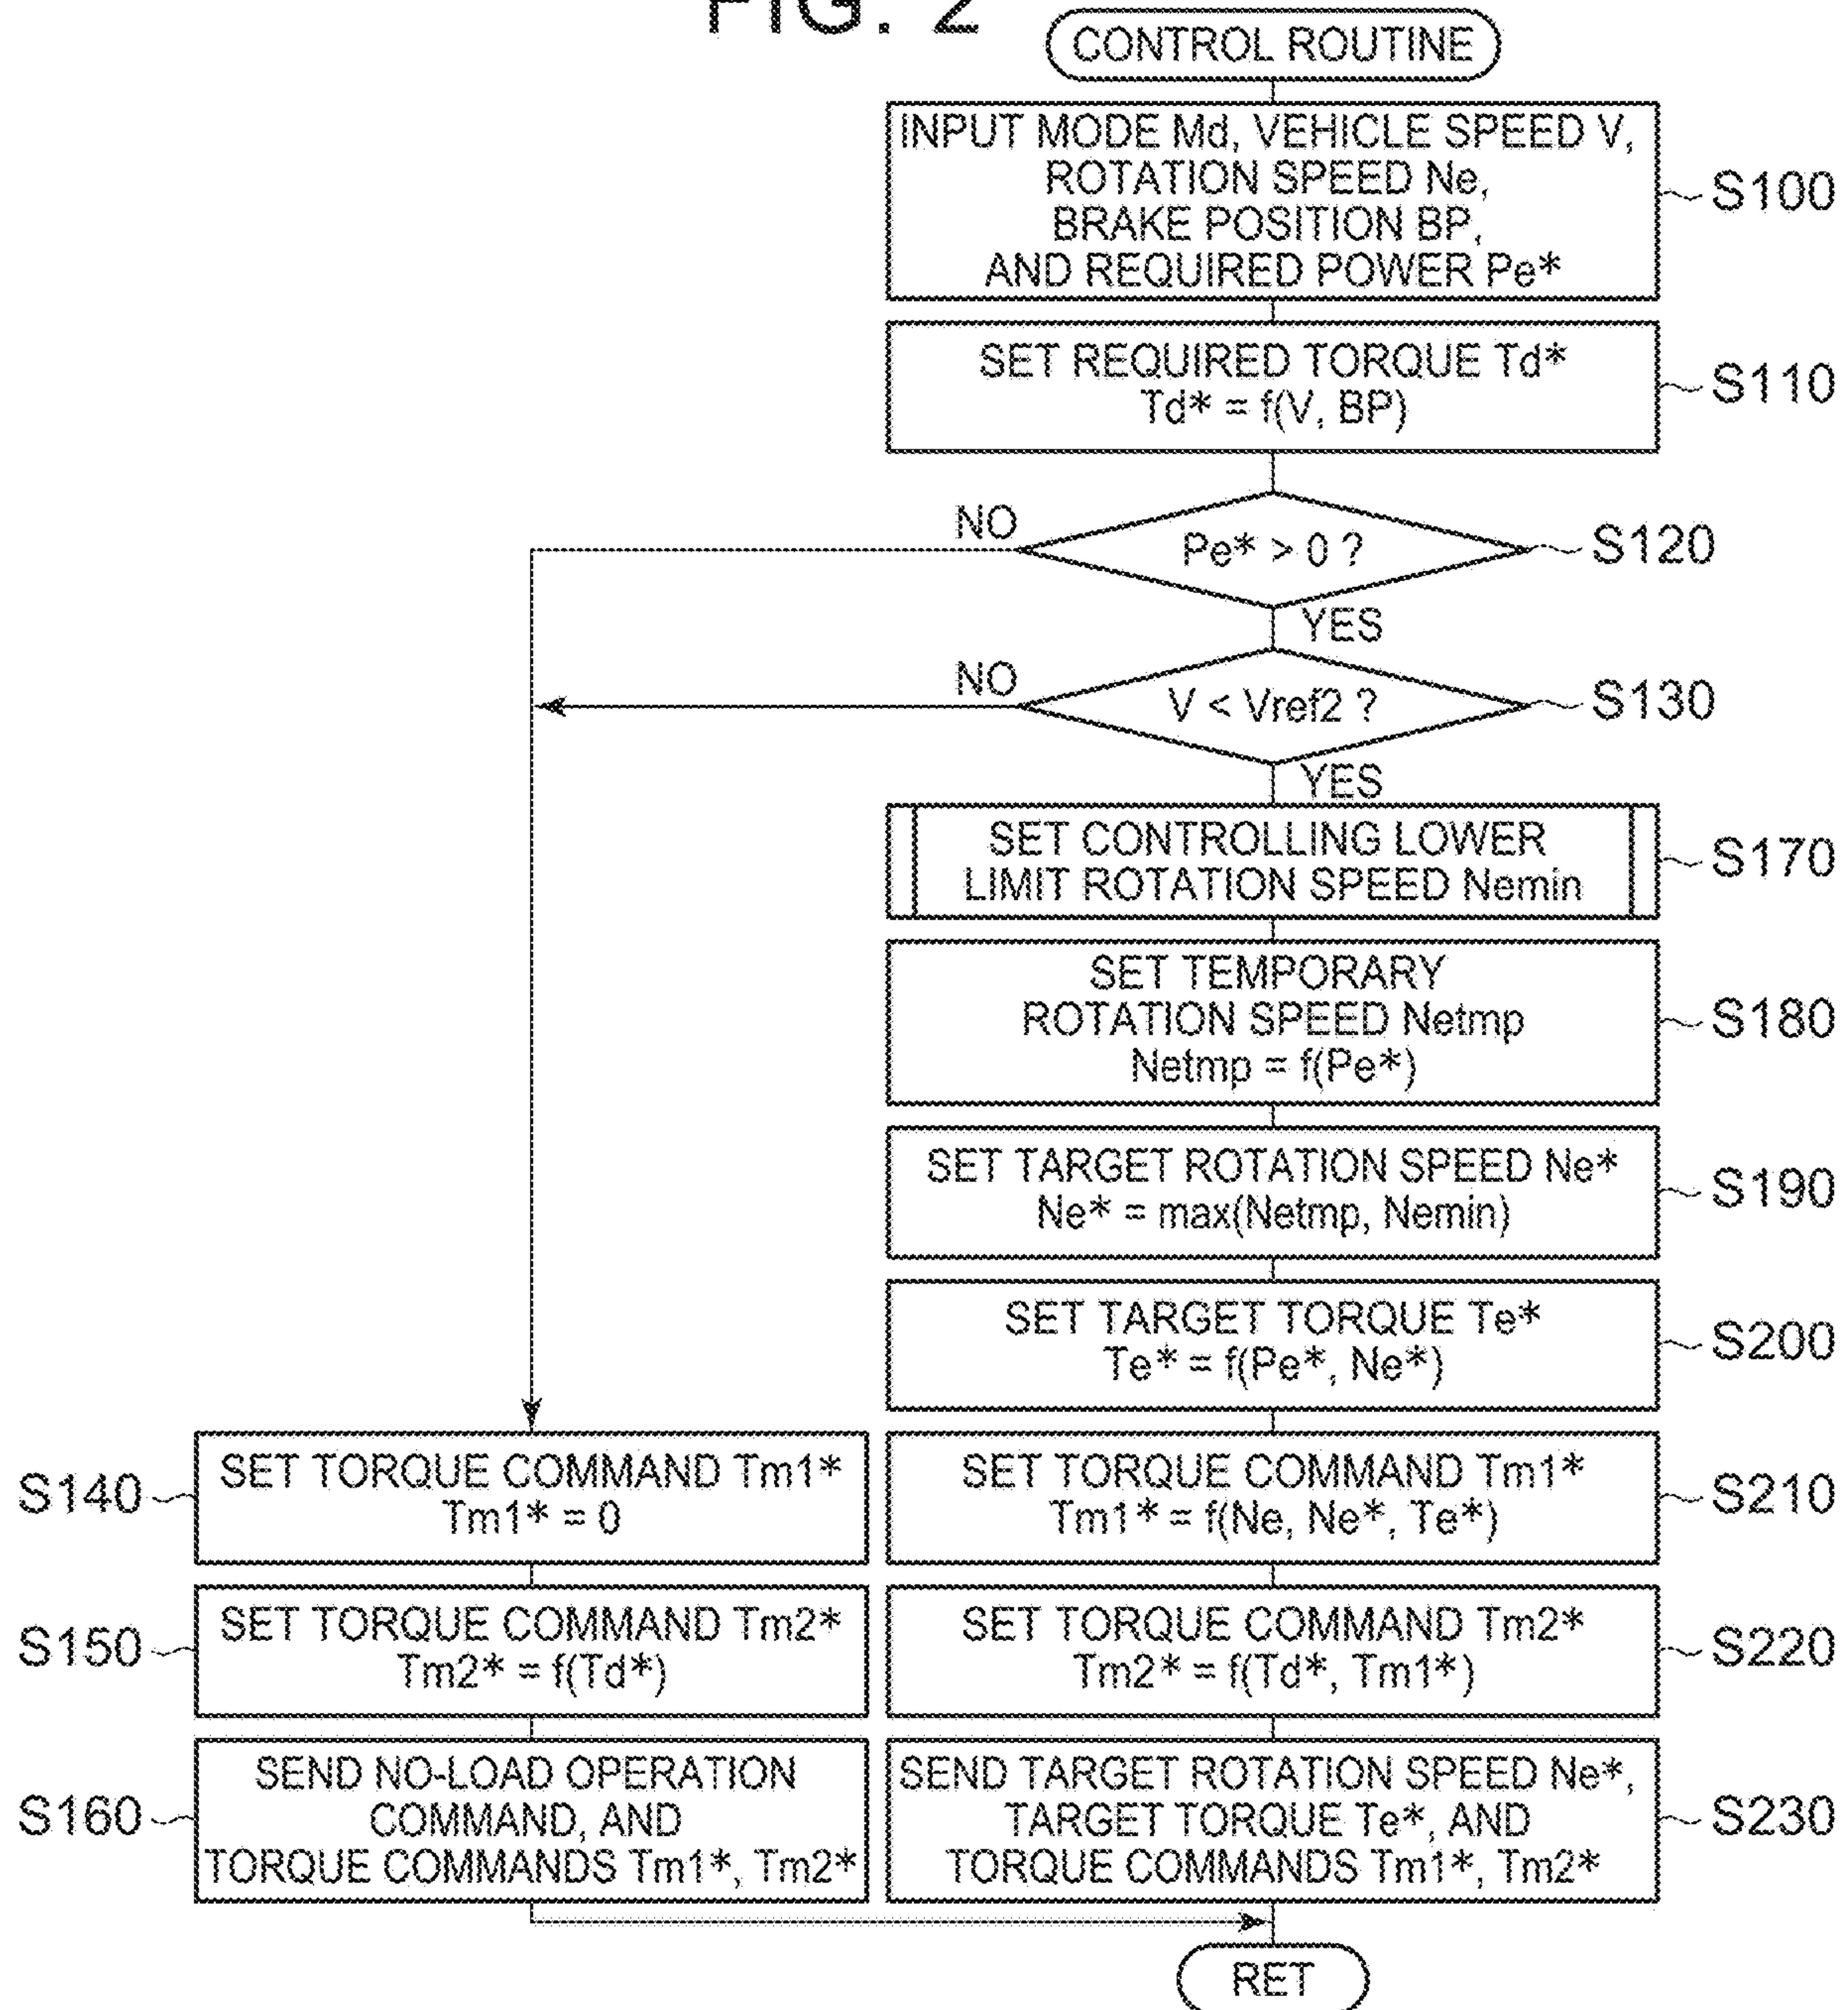 FIG. 2
CONTROL ROUTINE
INPUT MODE Md, VEHICLE SPEED V,
ROTATION SPEED Ne,
BRAKE POSITION BP,
AND REQUIRED POWER Pe*
S100
SET REQUIRED TORQUE Td*
Td* = f(V, BP)
S110
NO
Pe* > 0 ?
S120
YES
NO
V < Vref2 ?
S130
YES
SET CONTROLLING LOWER
LIMIT ROTATION SPEED Nemin
S170
SET TEMPORARY
ROTATION SPEED Netmp
Netmp = f(Pe*)
S180
SET TARGET ROTATION SPEED Ne*
Ne* = max(Netmp, Nemin)
S190
SET TARGET TORQUE Te*
Te* = f(Pe*, Ne*)
S200
S140
SET TORQUE COMMAND Tm1*
Tm1* = 0
SET TORQUE COMMAND Tm1*
Tm1* = f(Ne, Ne*, Te*)
S210
S150
SET TORQUE COMMAND Tm2*
Tm2* = f(Td*)
SET TORQUE COMMAND Tm2*
Tm2* = f(Td*, Tm1*)
S220
S160
SEND NO-LOAD OPERATION
COMMAND, AND
TORQUE COMMANDS Tm1*, Tm2*
SEND TARGET ROTATION SPEED Ne*,
TARGET TORQUE Te*, AND
TORQUE COMMANDS Tm1*, Tm2*
S230
RET